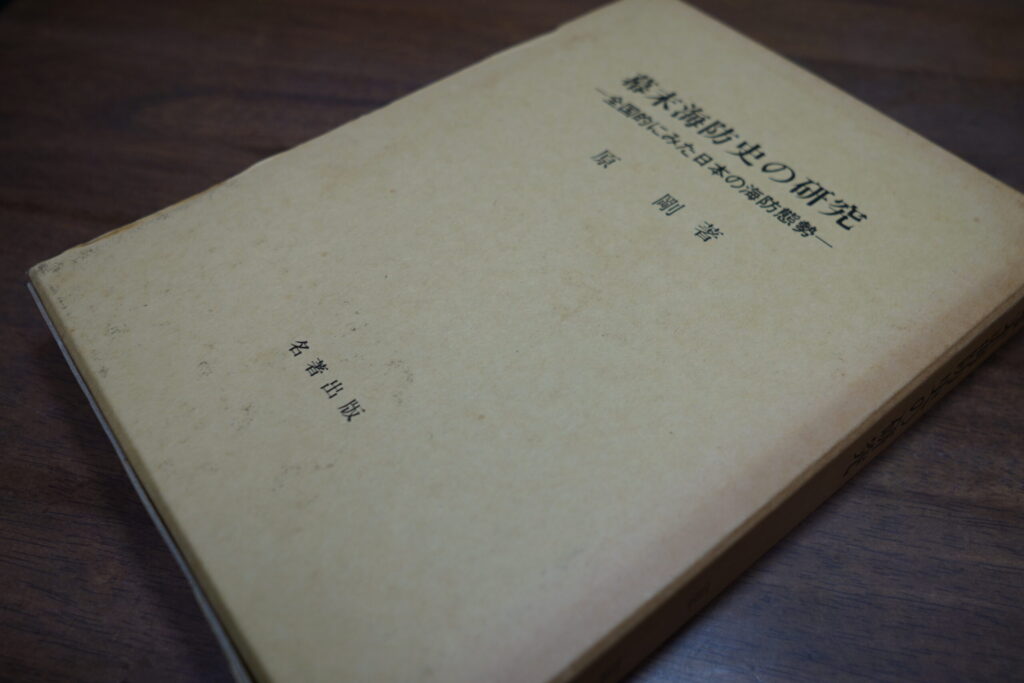 幕末海防史の研究
―全国的にみた日本の海防態勢―
原 剛 著
名著出版